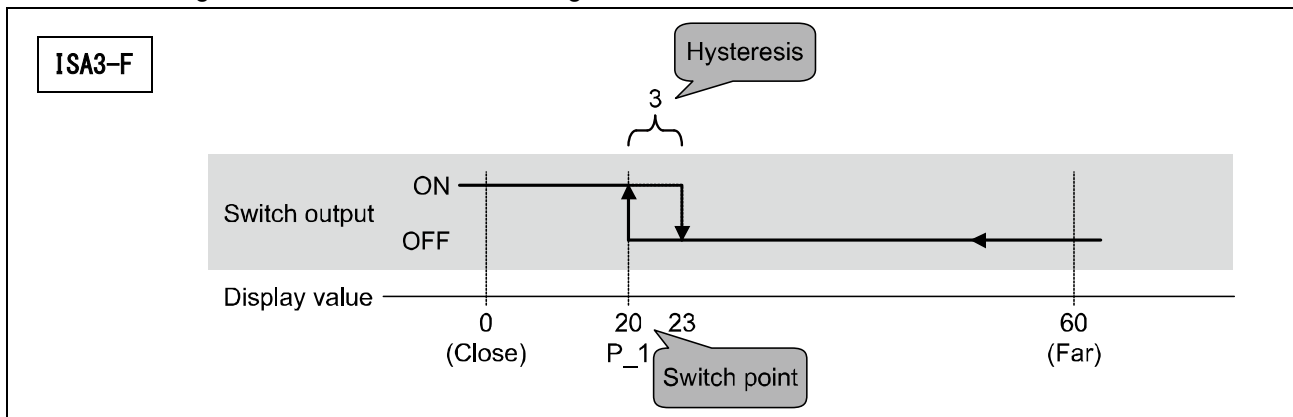 ISA3-F
Hysteresis
3
ON
Switch output
OFF
Display value
0 20 23 60
(Close) P_1 (Far)
Switch point